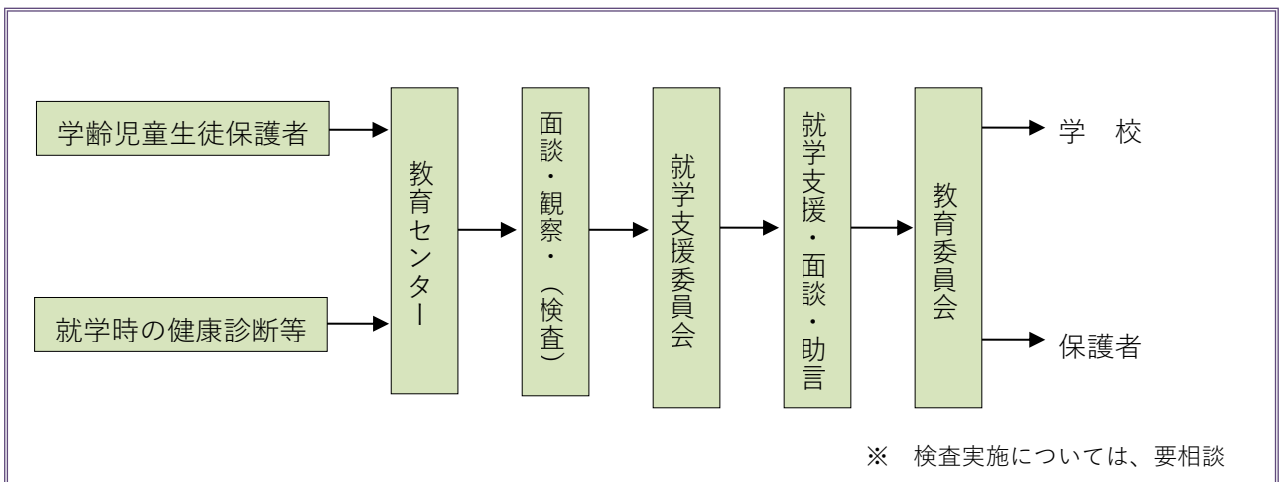 学齢児童生徒保護者
就学時の健康診断等
教育センター
面談・観察・（検査）
就学支援委員会
就学支援・面談・助言
教育委員会
学　校
保護者
※　検査実施については、要相談